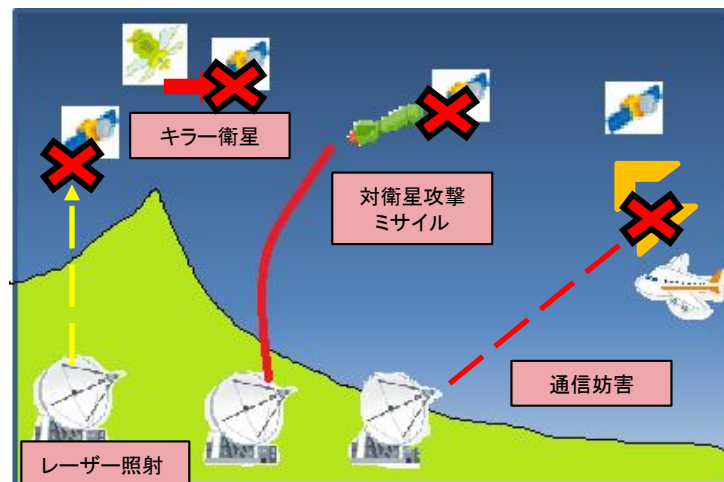 キラー衛星
対衛星攻撃
ミサイル
通信妨害
レーザー照射